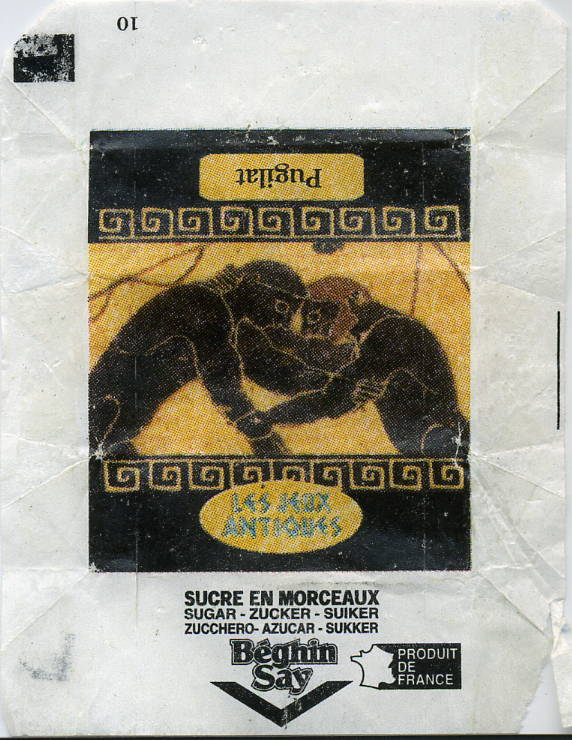 10
Pugilat
LES JEUX
ANTIQUES
SUCRE EN MORCEAUX
SUGAR - ZUCKER - SUIKER
ZUCCHERO- AZUCAR - SUKKER
Béghin
Say
PRODUIT
DE
FRANCE